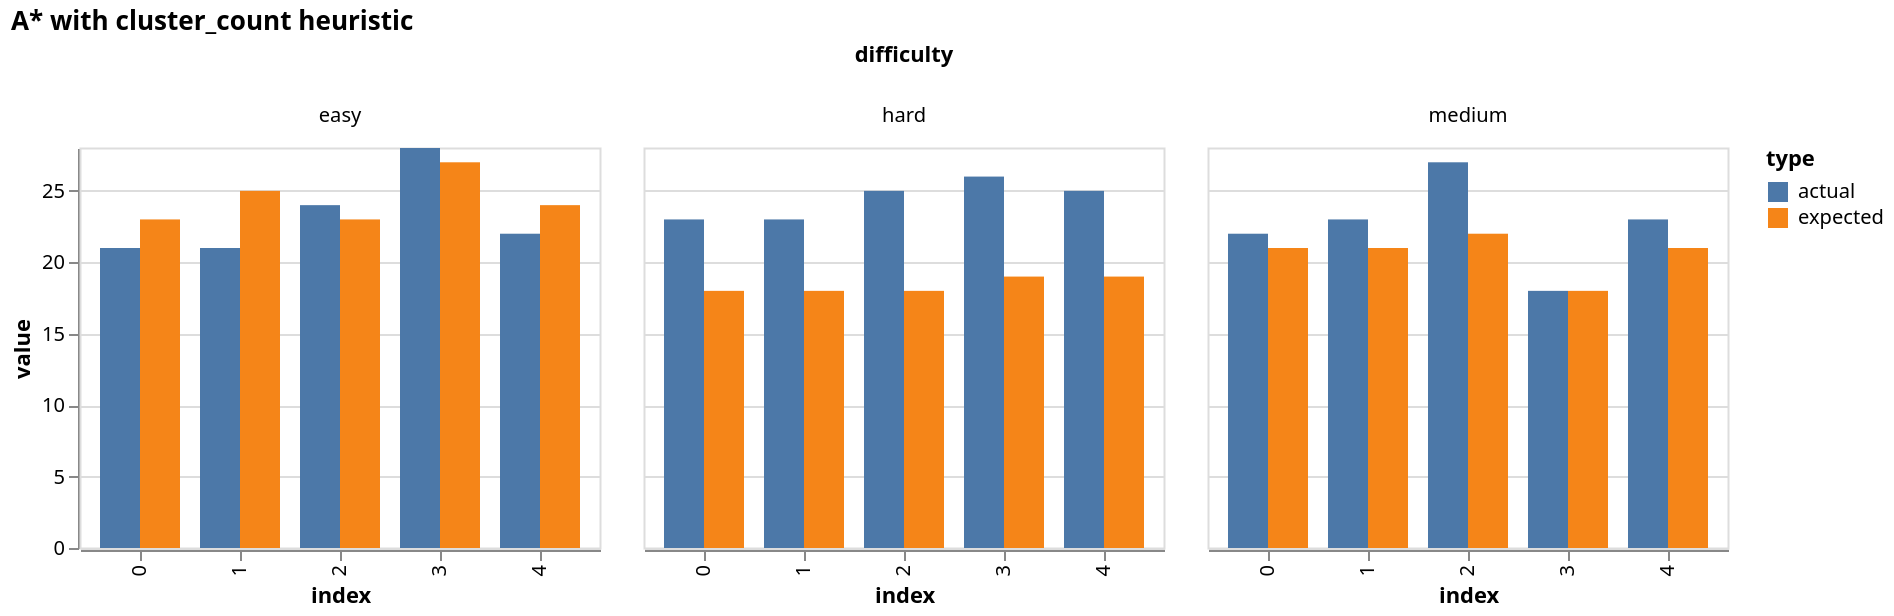 A* with cluster_count heuristic
difficulty
easy hard medium
type
actual
expected
value
25
20
15
10
5
0
0 1 2 3 4 0 1 2 3 4 0 1 2 3 4
index index index